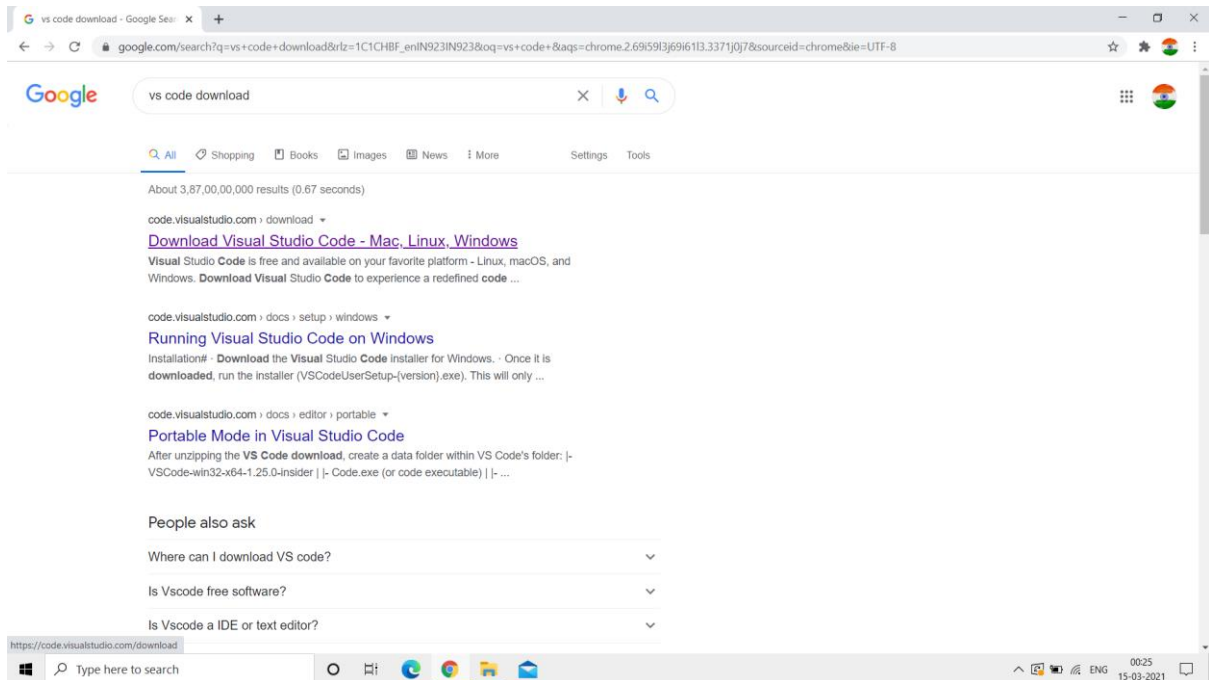 vs code download - Google Sear
google.com/search?q=vs+code+download&rlz=1C1CHBF_enIN923IN923&oq=vs+code+&aqs=chrome.2.69i59l3j69i61l3.3371j0j7&sourceid=chrome&ie=UTF-8
Google
vs code download
All Shopping Books Images News More Settings Tools
About 3,87,00,00,000 results (0.67 seconds)
code.visualstudio.com › download
Download Visual Studio Code - Mac, Linux, Windows
Visual Studio Code is free and available on your favorite platform - Linux, macOS, and
Windows. Download Visual Studio Code to experience a redefined code ...
code.visualstudio.com › docs › setup › windows
Running Visual Studio Code on Windows
Installation# · Download the Visual Studio Code installer for Windows. · Once it is
downloaded, run the installer (VSCodeUserSetup-{version}.exe). This will only ...
code.visualstudio.com › docs › editor › portable
Portable Mode in Visual Studio Code
After unzipping the VS Code download, create a data folder within VS Code's folder: |-
VSCode-win32-x64-1.25.0-insider | |- Code.exe (or code executable) | |- ...
People also ask
Where can I download VS code?
Is Vscode free software?
Is Vscode a IDE or text editor?
https://code.visualstudio.com/download
Type here to search
ENG
00:25
15-03-2021